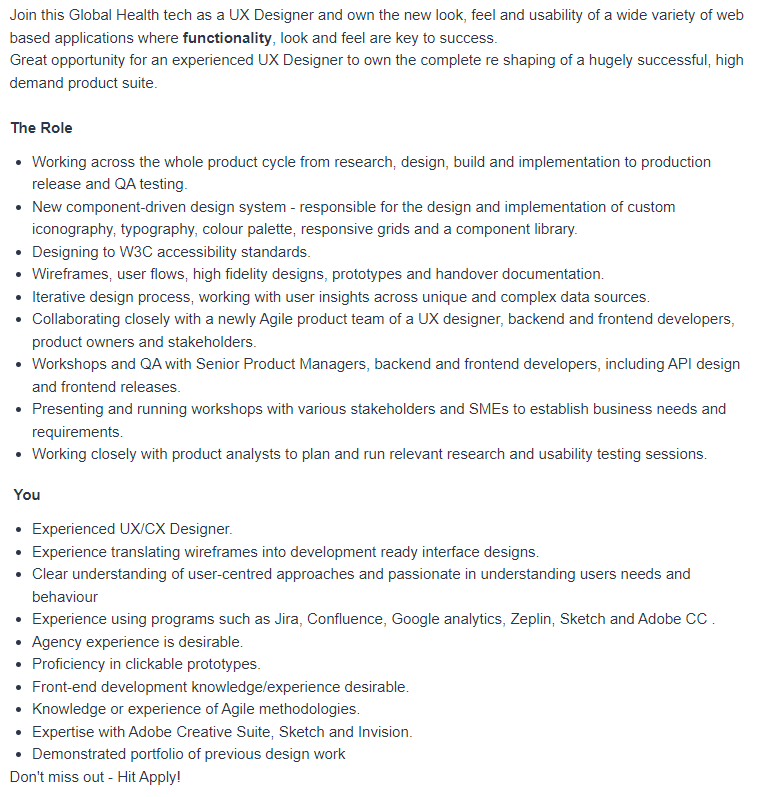 Join this Global Health tech as a UX Designer and own the new look, feel and usability of a wide variety of web
based applications where functionality, look and feel are key to success.
Great opportunity for an experienced UX Designer to own the complete re shaping of a hugely successful, high
demand product suite.
The Role
• Working across the whole product cycle from research, design, build and implementation to production
release and QA testing.
• New component-driven design system - responsible for the design and implementation of custom
iconography, typography, colour palette, responsive grids and a component library.
• Designing to W3C accessibility standards.
• Wireframes, user flows, high fidelity designs, prototypes and handover documentation.
• Iterative design process, working with user insights across unique and complex data sources.
• Collaborating closely with a newly Agile product team of a UX designer, backend and frontend developers,
product owners and stakeholders.
• Workshops and QA with Senior Product Managers, backend and frontend developers, including API design
and frontend releases.
• Presenting and running workshops with various stakeholders and SMEs to establish business needs and
requirements.
• Working closely with product analysts to plan and run relevant research and usability testing sessions.
You
• Experienced UX/CX Designer.
• Experience translating wireframes into development ready interface designs.
• Clear understanding of user-centred approaches and passionate in understanding users needs and
behaviour
• Experience using programs such as Jira, Confluence, Google analytics, Zeplin, Sketch and Adobe CC .
• Agency experience is desirable.
• Proficiency in clickable prototypes.
• Front-end development knowledge/experience desirable.
• Knowledge or experience of Agile methodologies.
• Expertise with Adobe Creative Suite, Sketch and Invision.
• Demonstrated portfolio of previous design work
Don't miss out - Hit Apply!